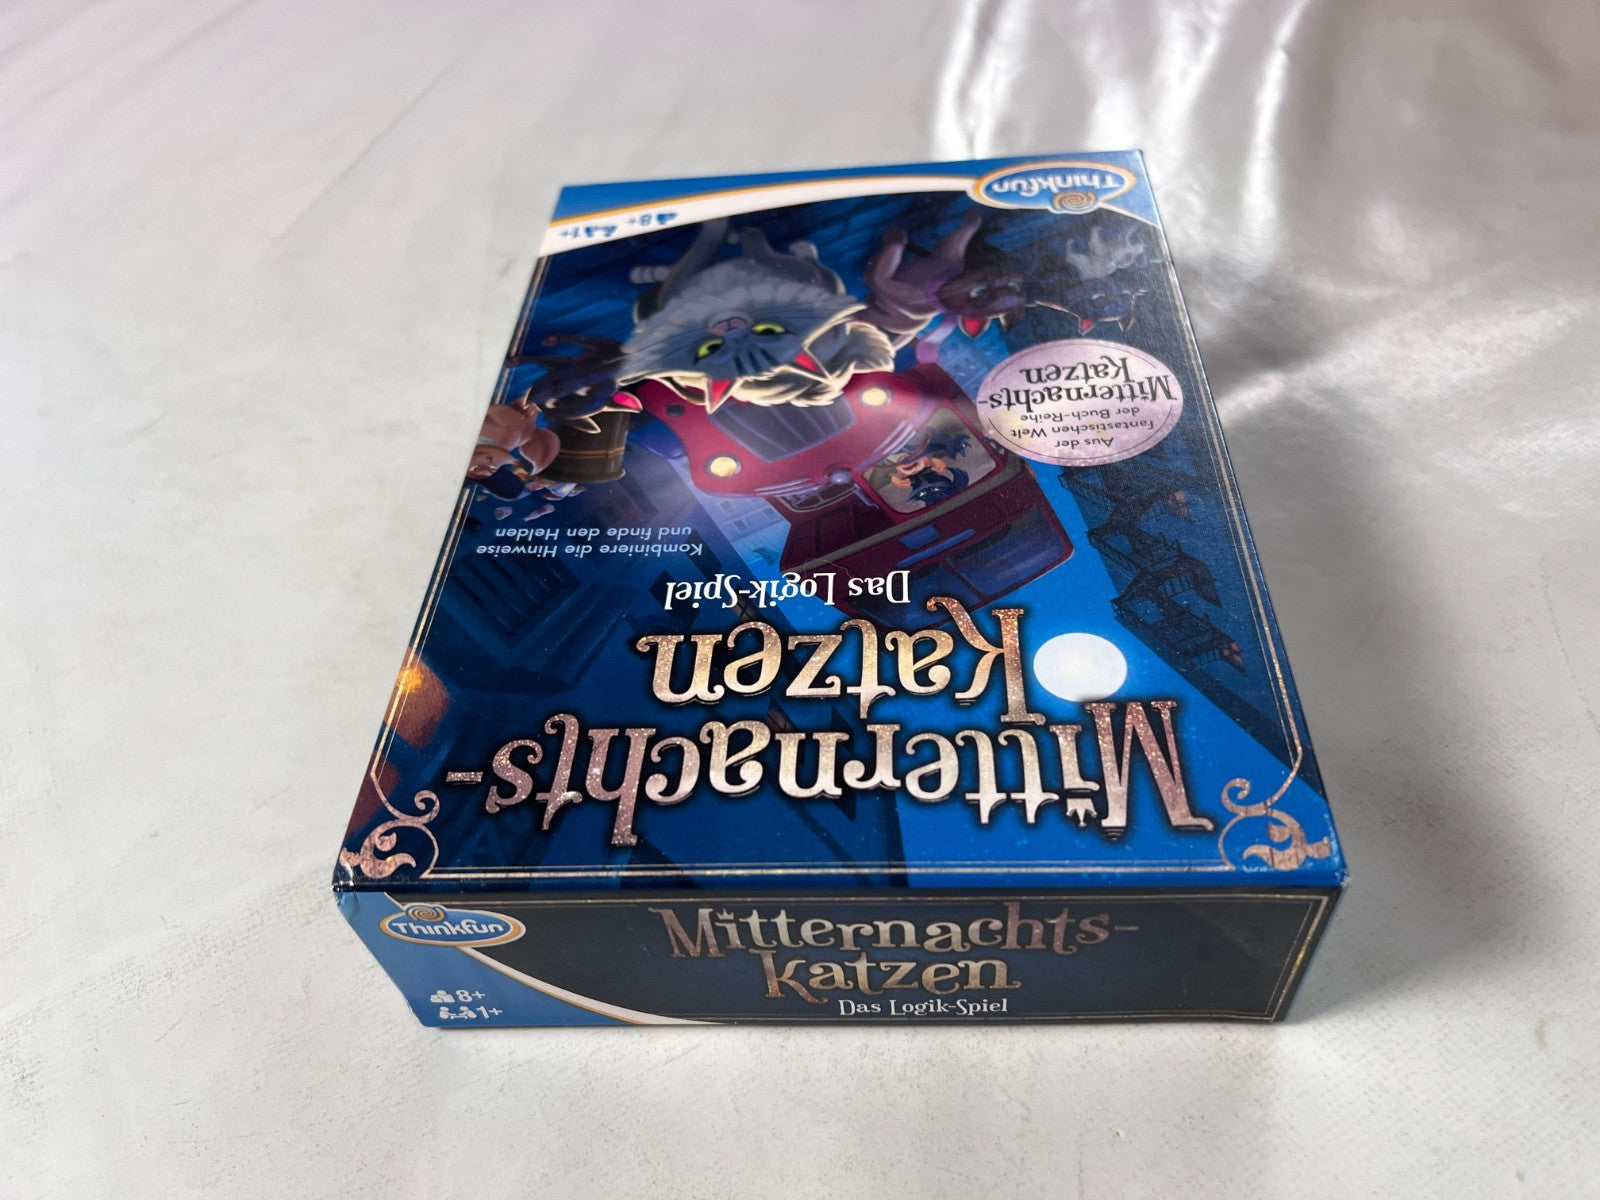 Thinkfun
8+
1+
Aus der
fantastischen Welt
der Buch-Reihe
Mitternachts-
Katzen
Kombiniere die Hinweise
und finde den Helden
Das Logik-Spiel
Mitternachts-
Katzen
Thinkfun
8+
1+
Mitternachts-
Katzen
Das Logik-Spiel